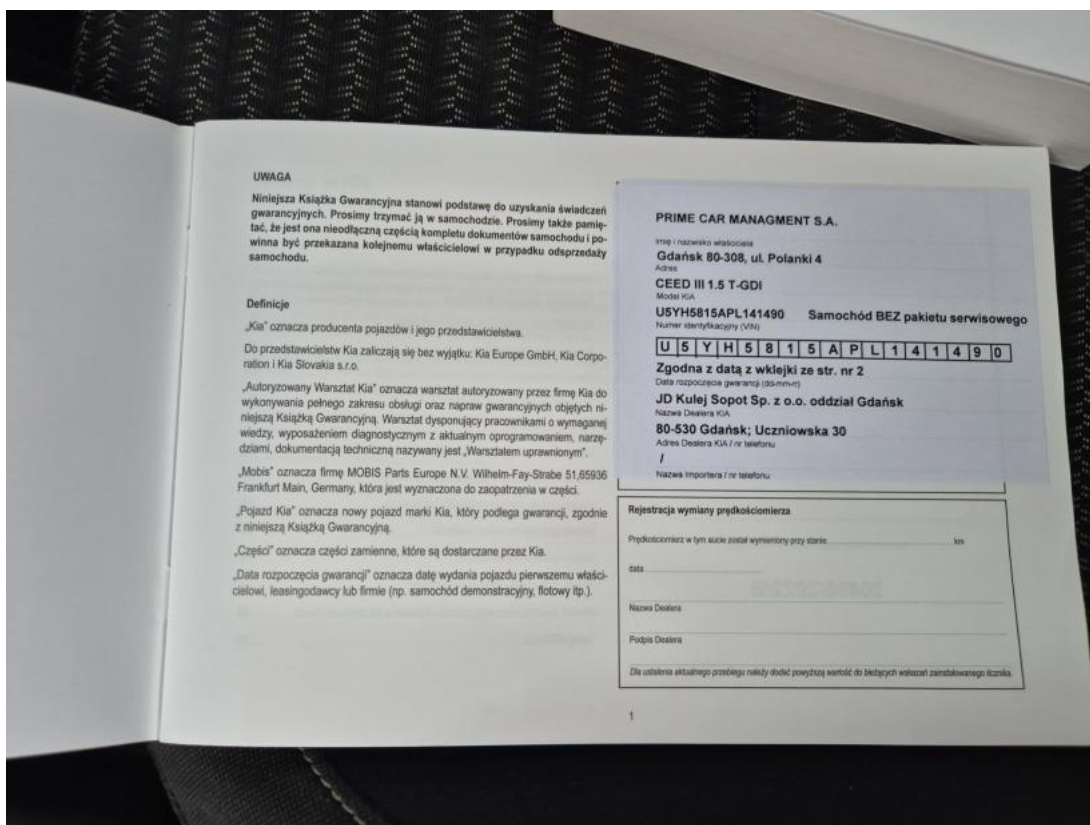 UWAGA
Niniejsza Książka Gwarancyjna stanowi podstawę do uzyskania świadczeń
gwarancyjnych. Prosimy trzymać ją w samochodzie. Prosimy także pamię-
tać, że jest ona nieodłączną częścią kompletu dokumentów samochodu i po-
winna być przekazana kolejnemu właścicielowi w przypadku odsprzedaży
samochodu.
Definicje
„Kia” oznacza producenta pojazdów i jego przedstawicielstwa.
Do przedstawicielstw Kia zaliczają się bez wyjątku: Kia Europe GmbH, Kia Corpo-
ration i Kia Slovakia s.r.o.
„Autoryzowany Warsztat Kia” oznacza warsztat autoryzowany przez firmę Kia do
wykonywania pełnego zakresu obsługi oraz napraw gwarancyjnych objętych ni-
niejszą Książką Gwarancyjną. Warsztat dysponujący pracownikami o wymaganej
wiedzy, wyposażeniem diagnostycznym z aktualnym oprogramowaniem, narzę-
dziami, dokumentacją techniczną nazywany jest „Warsztatem uprawnionym”.
„Mobis” oznacza firmę MOBIS Parts Europe N.V. Wilhelm-Fay-Strabe 51,65936
Frankfurt Main, Germany, która jest wyznaczona do zaopatrzenia w części.
„Pojazd Kia” oznacza nowy pojazd marki Kia, który podlega gwarancji, zgodnie
z niniejszą Książką Gwarancyjną.
„Części” oznacza części zamienne, które są dostarczane przez Kia.
„Data rozpoczęcia gwarancji” oznacza datę wydania pojazdu pierwszemu właści-
cielowi, leasingodawcy lub firmie (np. samochód demonstracyjny, flotowy itp.).
PRIME CAR MANAGMENT S.A.
Imię i nazwisko właściciela
Gdańsk 80-308, ul. Polanki 4
Adres
CEED III 1.5 T-GDI
Model KIA
U5YH5815APL141490 Samochód BEZ pakietu serwisowego
Numer identyfikacyjny (VIN)
U 5 Y H 5 8 1 5 A P L 1 4 1 4 9 0
Zgodna z datą z wklejki ze str. nr 2
Data rozpoczęcia gwarancji (dd-mm-rr)
JD Kulej Sopot Sp. z o.o. oddział Gdańsk
Nazwa Dealera KIA
80-530 Gdańsk; Uczniowska 30
Adres Dealera KIA / nr telefonu
/
Nazwa Importera / nr telefonu
Rejestracja wymiany prędkościomierza
Prędkościomierz w tym aucie został wymieniony przy stanie km
data
Nazwa Dealera
Podpis Dealera
Dla ustalenia aktualnego przebiegu należy dodać powyższą wartość do bieżących wskazań zainstalowanego licznika.
1